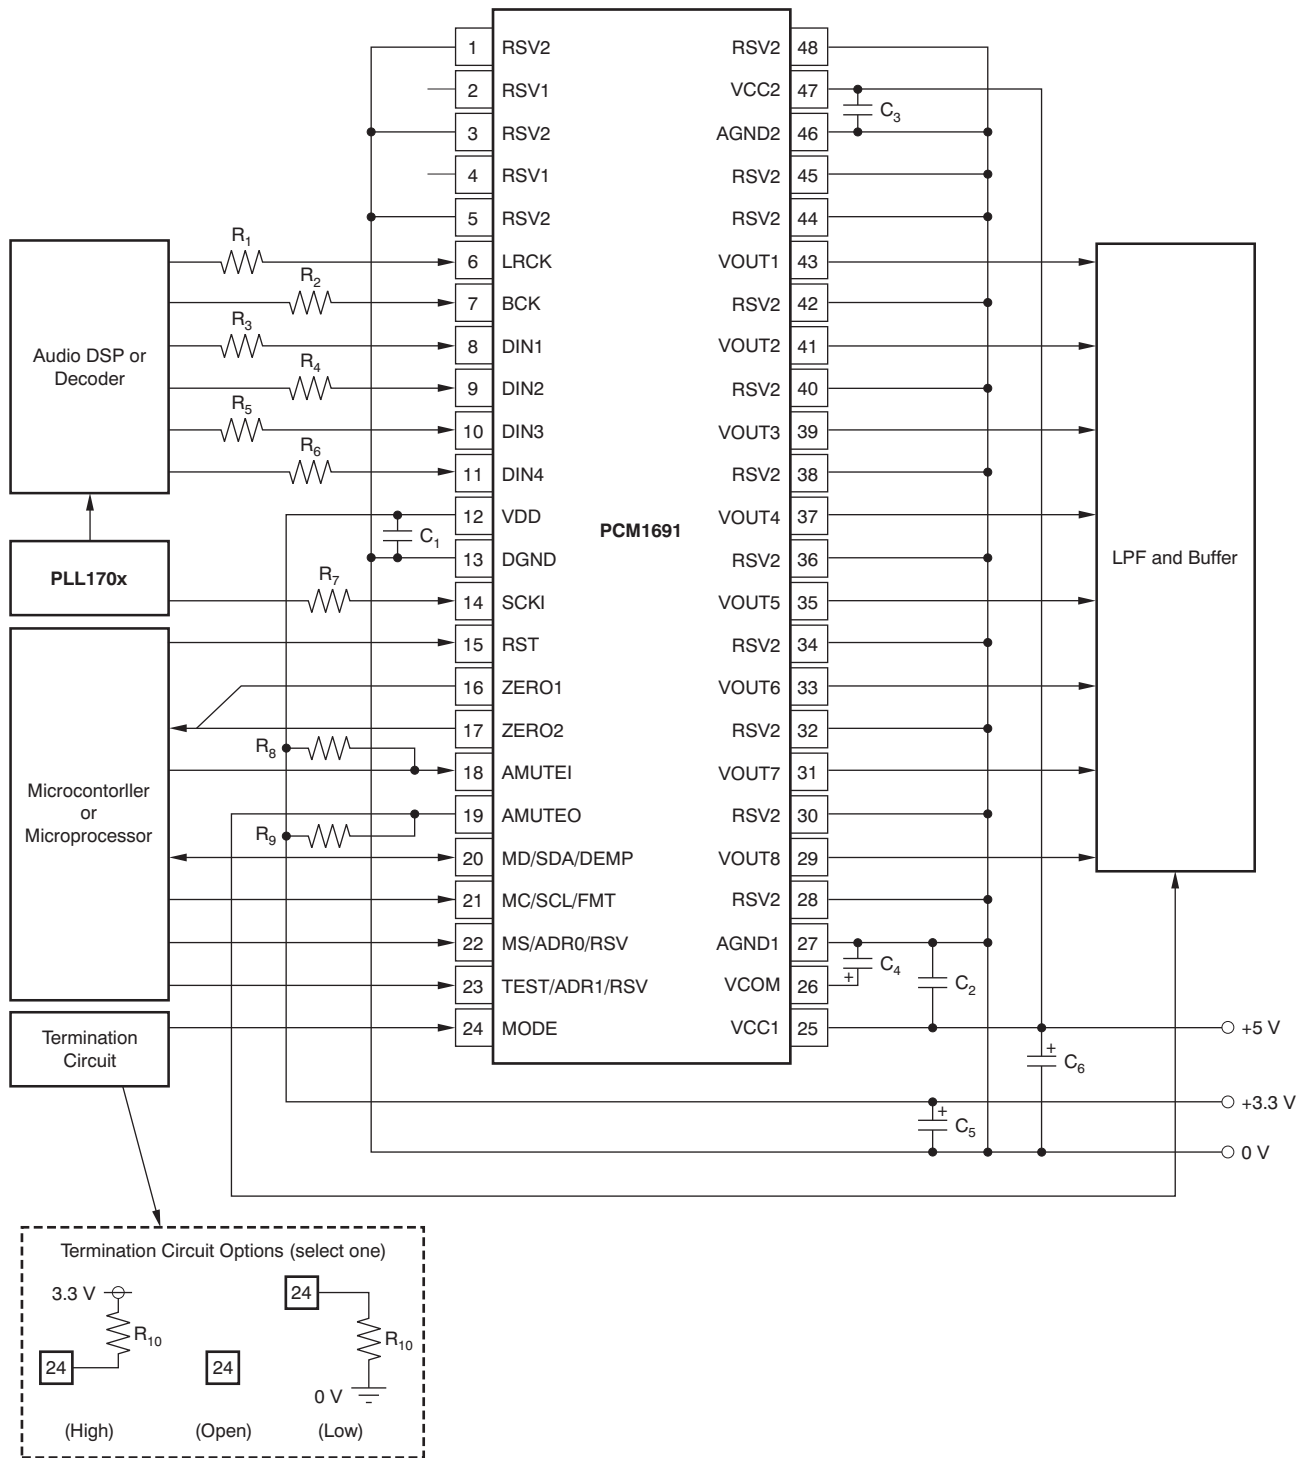 1 RSV2 RSV2 48
2 RSV1 VCC2 47
C3
3 RSV2 AGND2 46
4 RSV1 RSV2 45
5 RSV2 RSV2 44
R1
6 LRCK VOUT1 43
R2
7 BCK RSV2 42
R3
8 DIN1 VOUT2 41
Audio DSP or
Decoder
R4
9 DIN2 RSV2 40
R5
10 DIN3 VOUT3 39
R6
11 DIN4 RSV2 38
12 VDD VOUT4 37
PCM1691
C1
13 DGND RSV2 36
LPF and Buffer
PLL170x
R7
14 SCKI VOUT5 35
15 RST RSV2 34
16 ZERO1 VOUT6 33
17 ZERO2 RSV2 32
R8
18 AMUTEI VOUT7 31
Microcontorller
or
Microprocessor
19 AMUTEO RSV2 30
R9
20 MD/SDA/DEMP VOUT8 29
21 MC/SCL/FMT RSV2 28
22 MS/ADR0/RSV AGND1 27
C4
+
C2
23 TEST/ADR1/RSV VCOM 26
24 MODE VCC1 25
+5 V
Termination
Circuit
+
C6
+3.3 V
+
C5
0 V
Termination Circuit Options (select one)
3.3 V
24
R10
R10
24
24
0 V
(High) (Open) (Low)